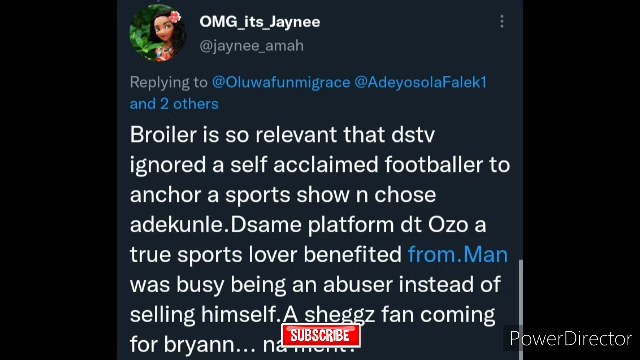 OMG_its_Jaynee
@jaynee_amah
Replying to @Oluwafunmigrace @AdeyosolaFalek1
and 2 others
Broiler is so relevant that dstv
ignored a self acclaimed footballer to
anchor a sports show n chose
adekunle.Dsame platform dt Ozo a
true sports lover benefited from.Man
was busy being an abuser instead of
selling himself.A sheggz fan coming
for bryann... na
SUBSCRIBE
PowerDirector